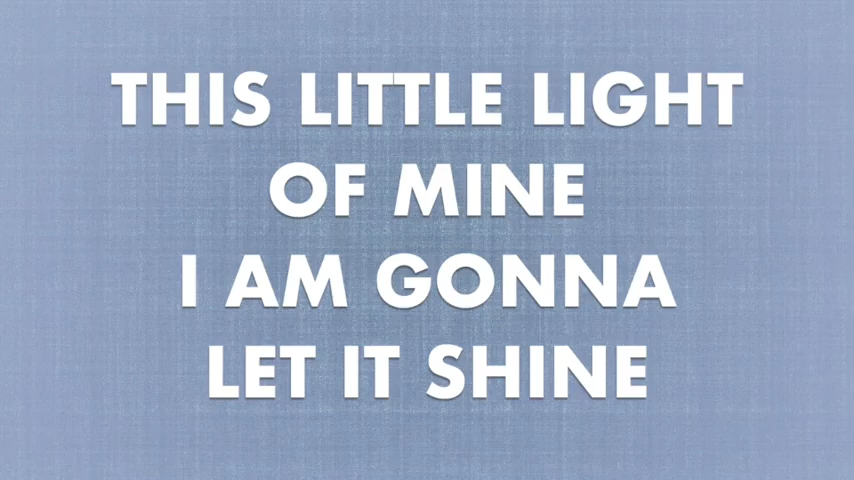 THIS LITTLE LIGHT
OF MINE
I AM GONNA
LET IT SHINE